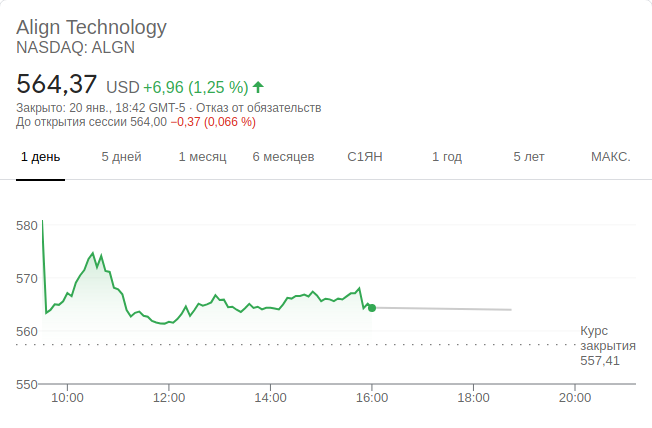 Align Technology
NASDAQ: ALGN
564,37 USD +6,96 (1,25 %)
Закрыто: 20 янв., 18:42 GMT-5 · Отказ от обязательств
До открытия сессии 564,00 −0,37 (0,066 %)
1 день 5 дней 1 месяц 6 месяцев С1ЯН 1 год 5 лет МАКС.
580
570
560
Курс
закрытия
557,41
550
10:00 12:00 14:00 16:00 18:00 20:00